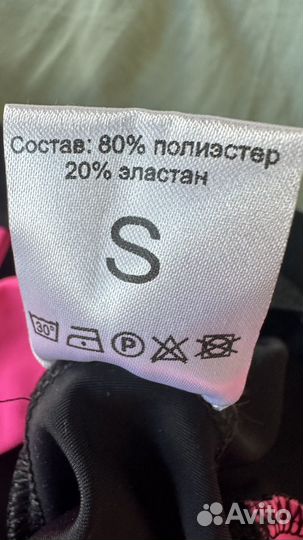 Состав: 80% полиэстер
20% эластан
S
30°
P
Avito